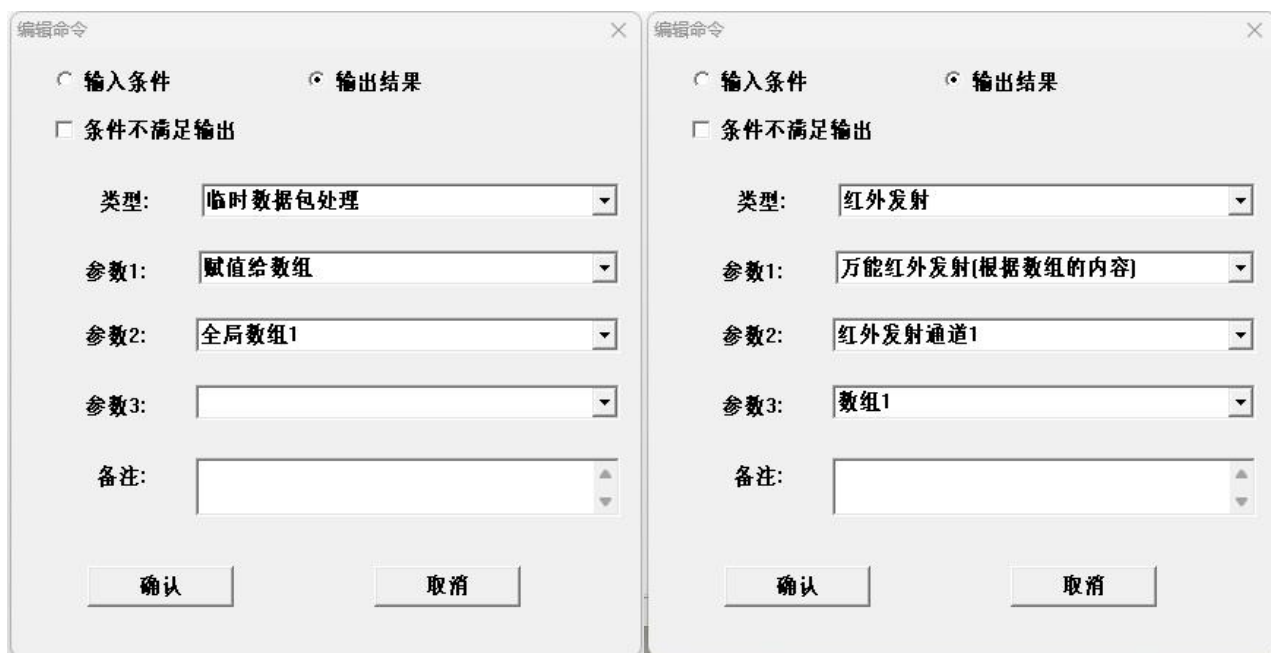 编辑命令
输入条件 输出结果
条件不满足输出
类型: 临时数据包处理
参数1: 赋值给数组
参数2: 全局数组1
参数3:
备注:
确认 取消
编辑命令
输入条件 输出结果
条件不满足输出
类型: 红外发射
参数1: 万能红外发射(根据数组的内容)
参数2: 红外发射通道1
参数3: 数组1
备注:
确认 取消